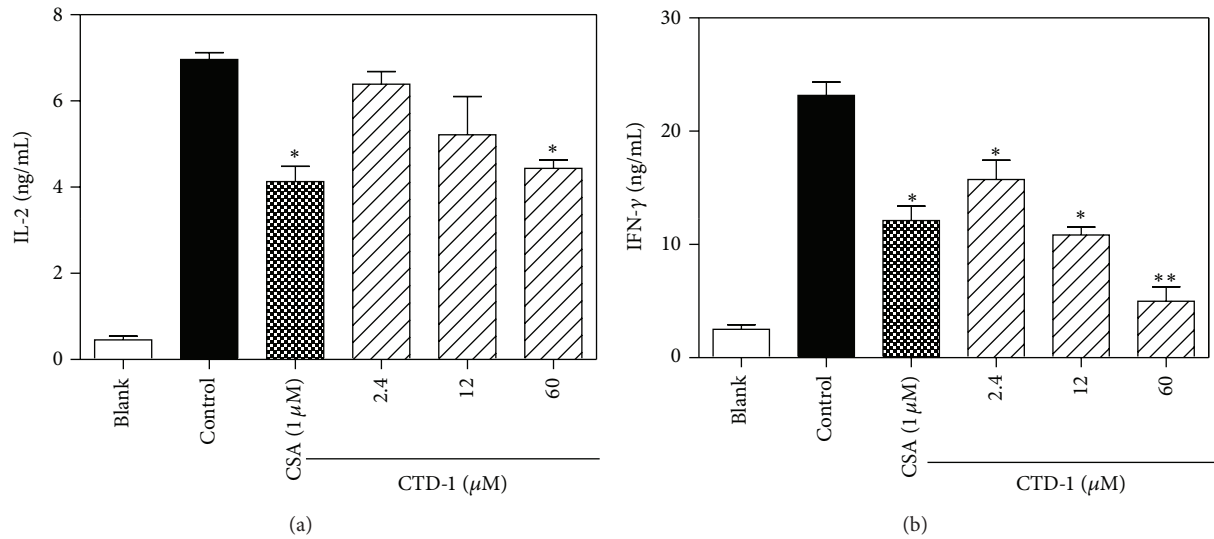 8
6
4
2
0
IL-2 (ng/mL)
*
*
Blank
Control
CSA (1 μM)
2.4
12
60
CTD-1 (μM)
(a)
30
20
10
0
IFN-γ (ng/mL)
*
*
*
**
Blank
Control
CSA (1 μM)
2.4
12
60
CTD-1 (μM)
(b)